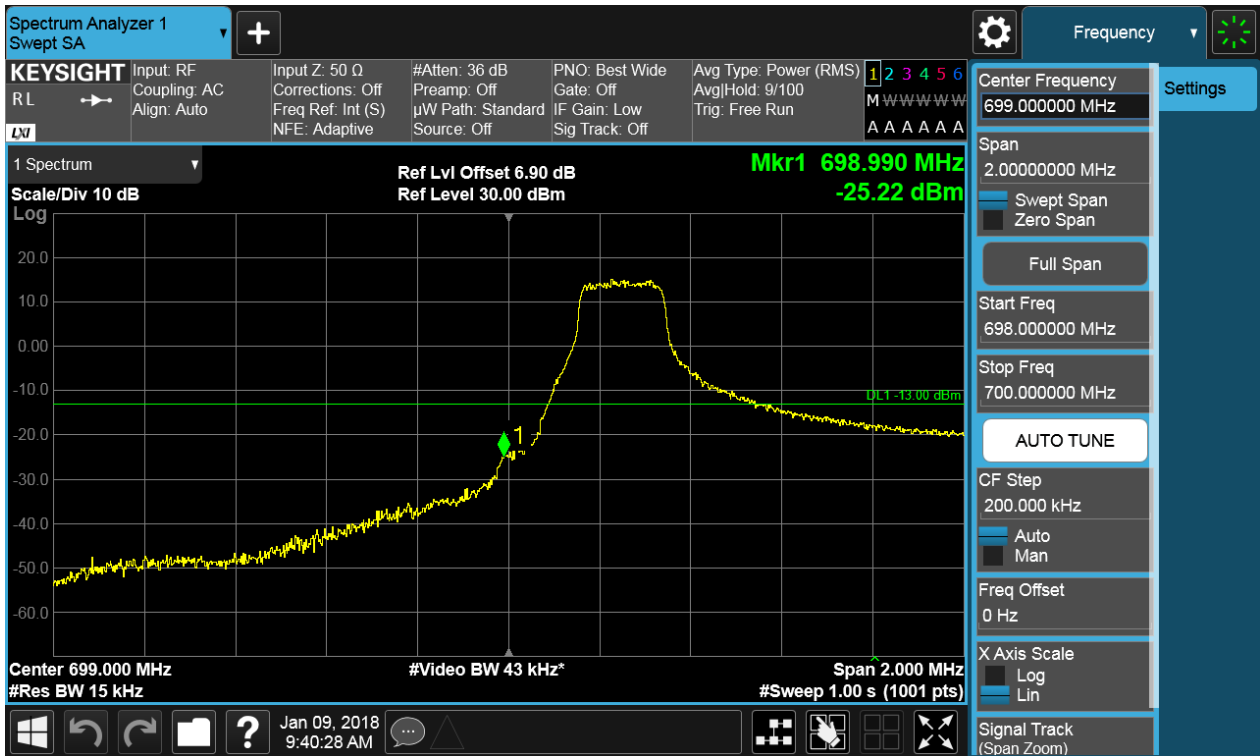 Spectrum Analyzer 1
Swept SA
+
Frequency
KEYSIGHT
R L
LXI
Input: RF
Coupling: AC
Align: Auto
Input Z: 50 Ω
Corrections: Off
Freq Ref: Int (S)
NFE: Adaptive
#Atten: 36 dB
Preamp: Off
µW Path: Standard
Source: Off
PNO: Best Wide
Gate: Off
IF Gain: Low
Sig Track: Off
Avg Type: Power (RMS)
Avg|Hold: 9/100
Trig: Free Run
1 2 3 4 5 6
M W W W W W
A A A A A A
1 Spectrum
Scale/Div 10 dB
Log
Ref Lvl Offset 6.90 dB
Ref Level 30.00 dBm
Mkr1 698.990 MHz
-25.22 dBm
20.0
10.0
0.00
-10.0
DL1 -13.00 dBm
-20.0
1
-30.0
-40.0
-50.0
-60.0
Center 699.000 MHz
#Video BW 43 kHz*
Span 2.000 MHz
#Res BW 15 kHz
#Sweep 1.00 s (1001 pts)
Center Frequency
699.000000 MHz
Span
2.00000000 MHz
Swept Span
Zero Span
Full Span
Start Freq
698.000000 MHz
Stop Freq
700.000000 MHz
AUTO TUNE
CF Step
200.000 kHz
Auto
Man
Freq Offset
0 Hz
X Axis Scale
Log
Lin
Signal Track
(Span Zoom)
Settings
?
Jan 09, 2018
9:40:28 AM